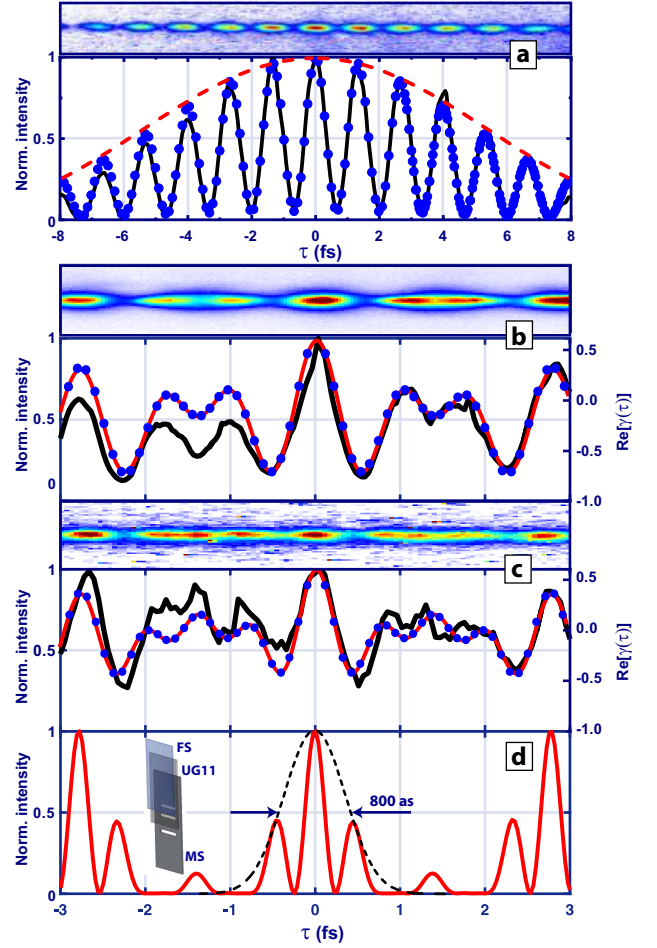 a
Norm. intensity
1
0.5
0
-8 -6 -4 -2 0 2 4 6 8
τ (fs)
b
Norm. intensity
1
0.5
0
0.5
0.0
-0.5
-1.0
Re[γ(τ)]
c
Norm. intensity
1
0.5
0.5
0.0
-0.5
-1.0
Re[γ(τ)]
d
Norm. intensity
1
0.5
0
FS
UG11
MS
800 as
-3 -2 -1 0 1 2 3
τ (fs)